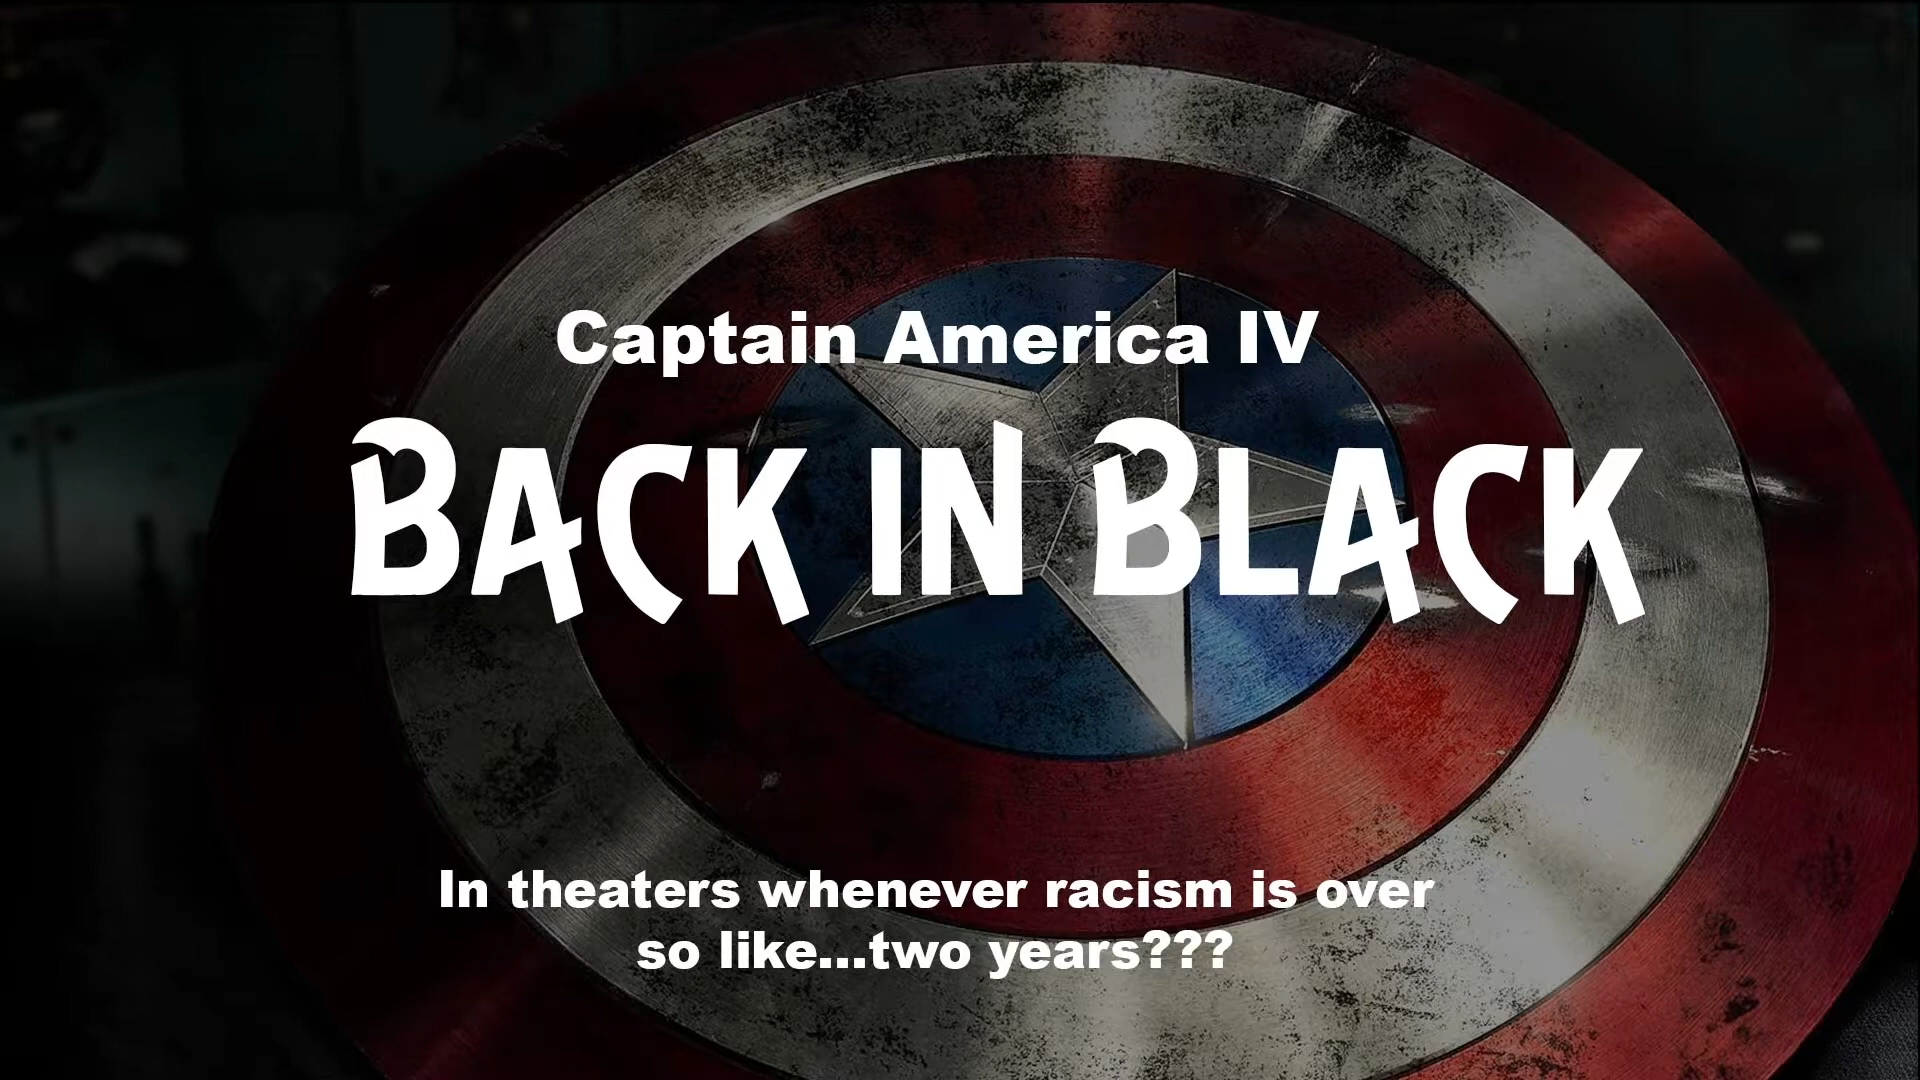 Captain America IV
BACK IN BLACK
In theaters whenever racism is over
so like...two years???